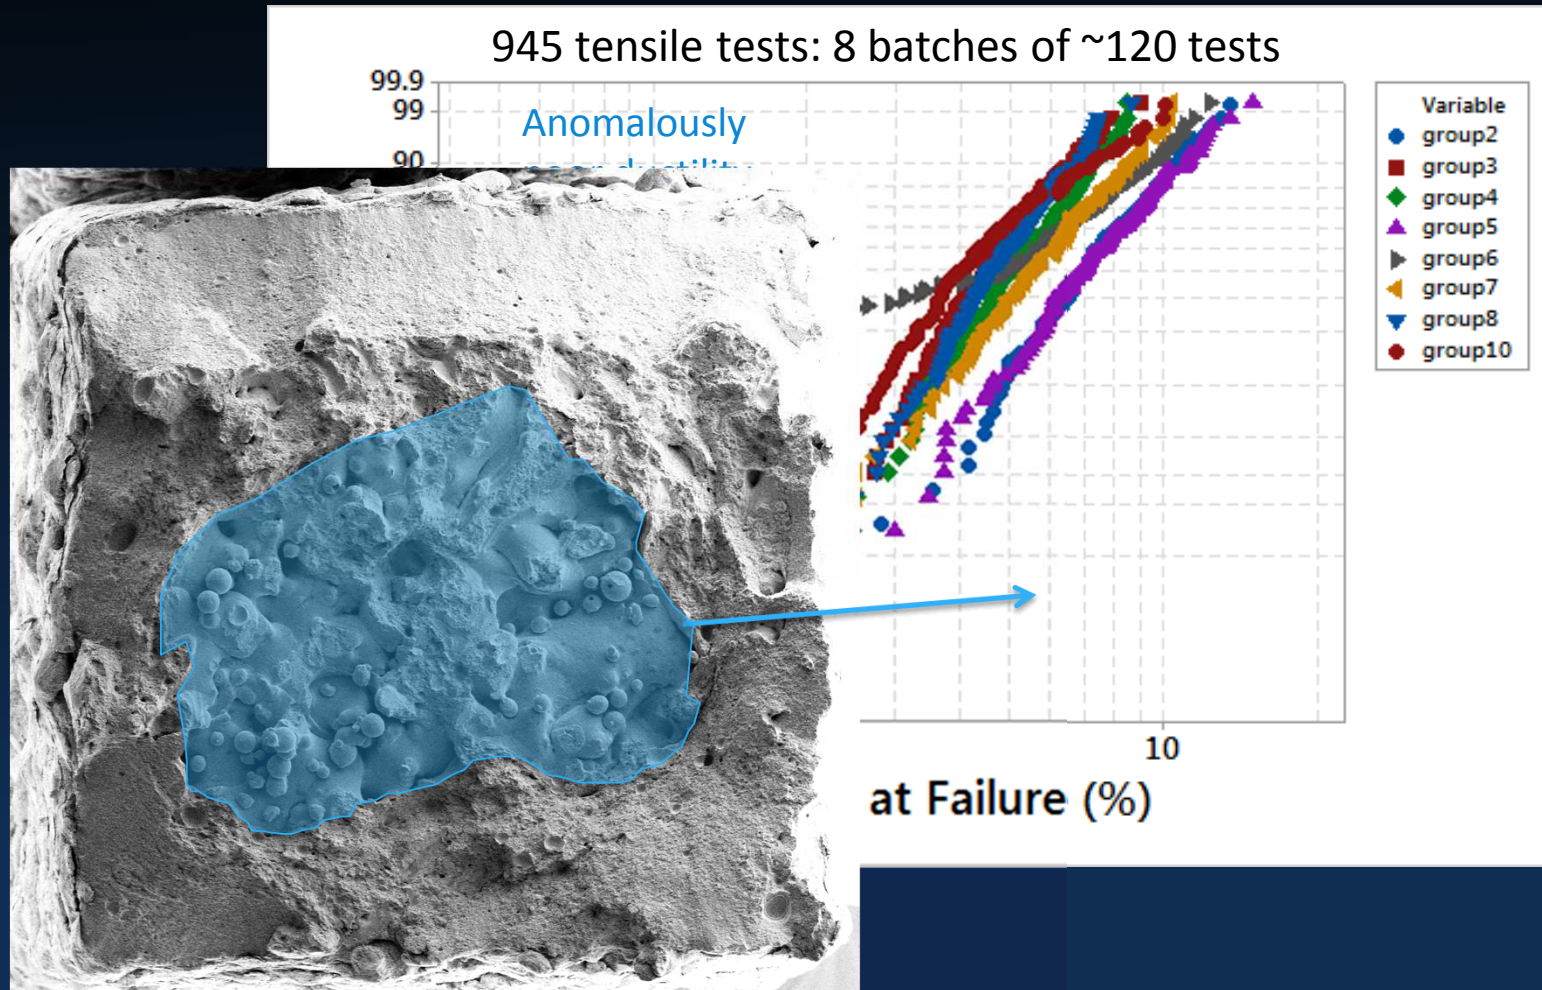 945 tensile tests: 8 batches of ~120 tests
99.9
99
90
Anomalously
Variable
group2
group3
group4
group5
group6
group7
group8
group10
10
at Failure (%)